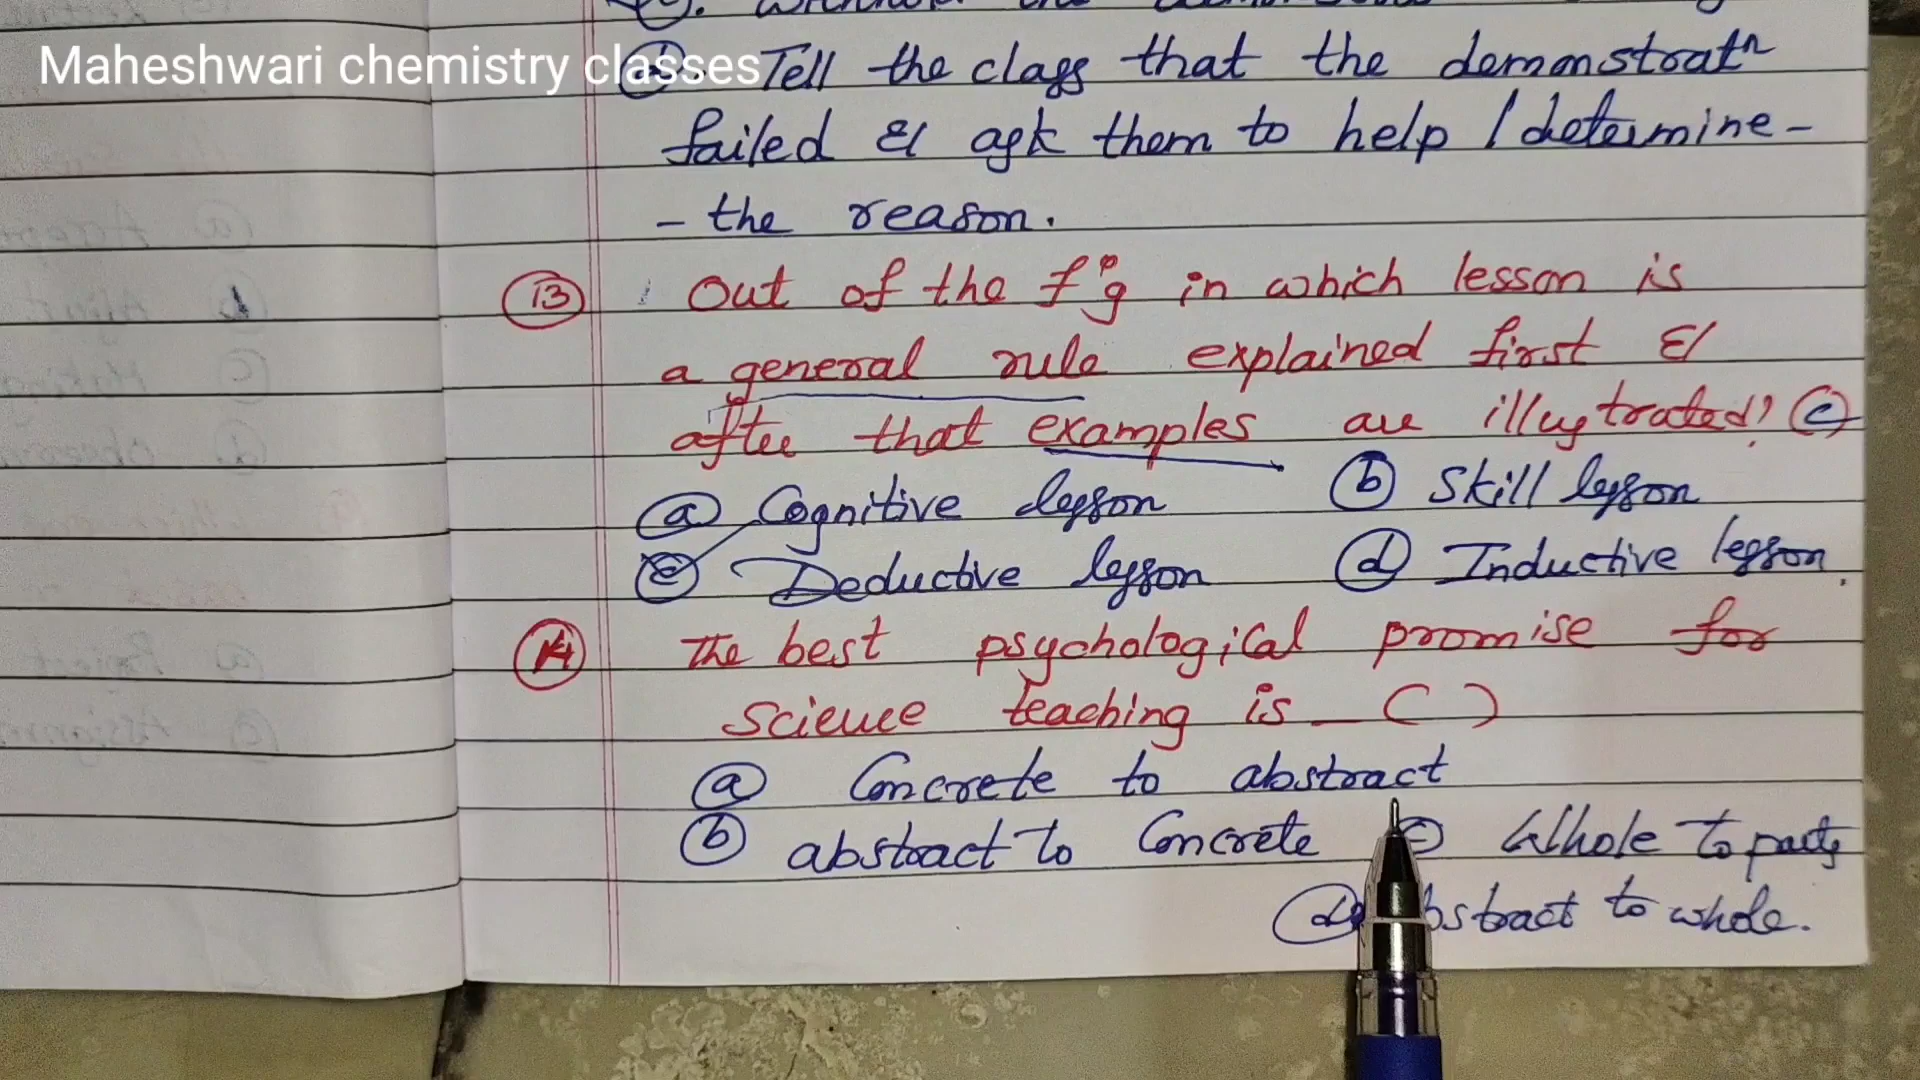 Maheshwari chemistry classes
the
(d). Tell the class that the demonstratn
failed & ask them to help / determine -
- the reason.
(13) Out of the f°g in which lesson is
a general rule explained first &
after that examples are illustrated? (c)
(a) Cognitive lesson (b) Skill lesson
(c) Deductive lesson (d) Inductive lesson.
(14) The best psychological promise for
science teaching is _ ( )
(a) Concrete to abstract
(b) abstract to Concrete (c) Whole to parts
(d) abstract to whole.